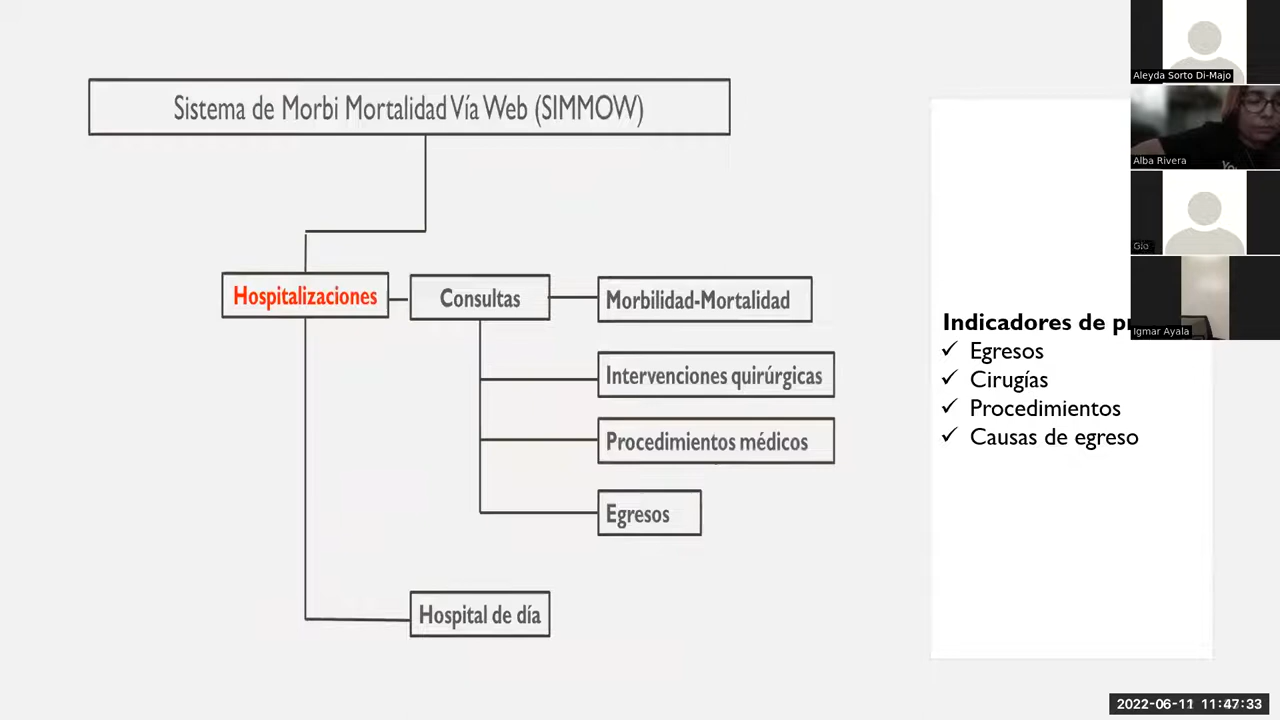 Sistema de Morbi Mortalidad Vía Web (SIMMOW)
Hospitalizaciones
Consultas
Morbilidad-Mortalidad
Intervenciones quirúrgicas
Procedimientos médicos
Egresos
Hospital de día
Indicadores de
✓ Egresos
✓ Cirugías
✓ Procedimientos
✓ Causas de egreso
Aleyda Sorto Di-Majo
Alba Rivera
Gio
Igmar Ayala
2022-06-11 11:47:33